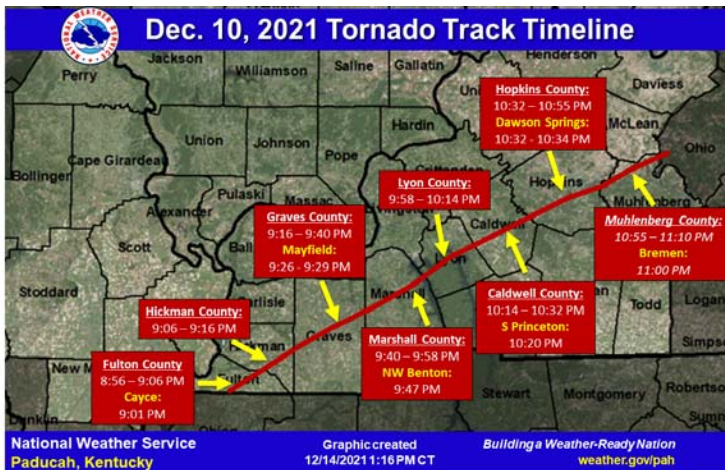 Dec. 10, 2021 Tornado Track Timeline
Jackson
Williamson
Saline
Gallatin
Henderson
Perry
Daviess
Hopkins County:
10:32 – 10:55 PM
Dawson Springs:
10:32 - 10:34 PM
McLean
Ohio
Hardin
Union
Johnson
Pope
Cape Girardeau
Bollinger
Lyon County:
9:58 – 10:14 PM
Hopkins
Pulaski
Massac
Alexander
Graves County:
9:16 – 9:40 PM
Mayfield:
9:26 - 9:29 PM
Muhlenberg
Caldwell
Muhlenberg County:
10:55 – 11:10 PM
Bremen:
11:00 PM
Scott
Stoddard
Marshall
Caldwell County:
10:14 – 10:32 PM
S Princeton:
10:20 PM
Todd
Logan
Hickman County:
9:06 – 9:16 PM
Graves
Hickman
Marshall County:
9:40 – 9:58 PM
NW Benton:
9:47 PM
Simpson
Fulton County
8:56 – 9:06 PM
Cayce:
9:01 PM
Fulton
Stewart
Montgomery
National Weather Service
Paducah, Kentucky
Graphic created
12/14/2021 1:16 PM CT
Building a Weather-Ready Nation
weather.gov/pah